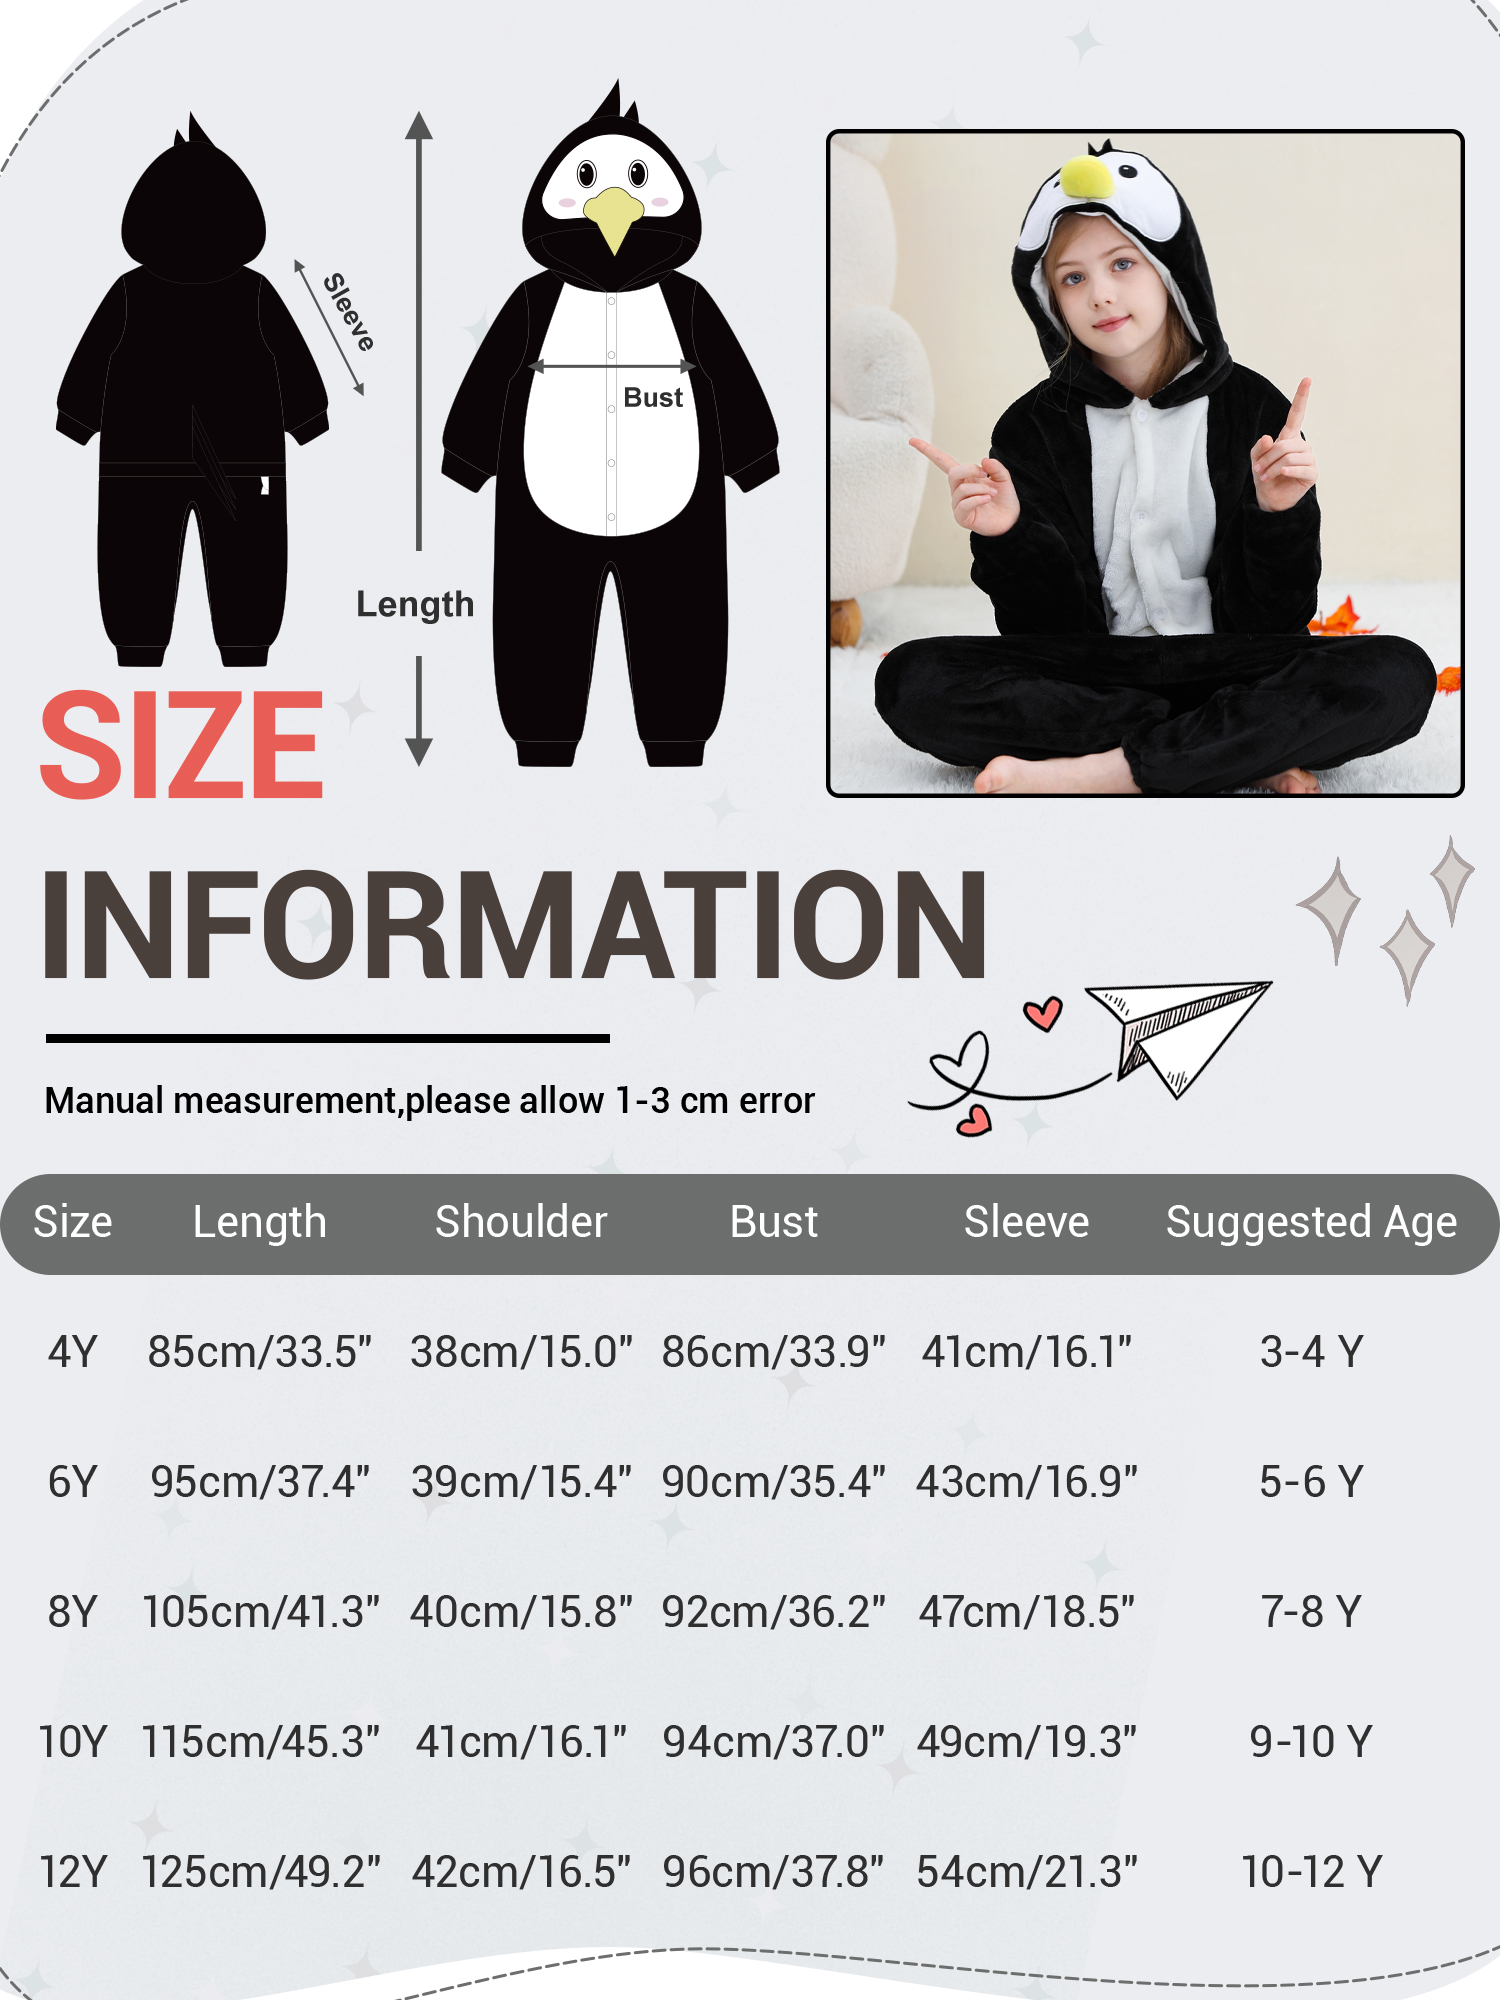 Sleeve
Bust
Length
SIZE
INFORMATION
Manual measurement,please allow 1-3 cm error
Size Length Shoulder Bust Sleeve Suggested Age
4Y 85cm/33.5" 38cm/15.0" 86cm/33.9" 41cm/16.1" 3-4 Y
6Y 95cm/37.4" 39cm/15.4" 90cm/35.4" 43cm/16.9" 5-6 Y
8Y 105cm/41.3" 40cm/15.8" 92cm/36.2" 47cm/18.5" 7-8 Y
10Y 115cm/45.3" 41cm/16.1" 94cm/37.0" 49cm/19.3" 9-10 Y
12Y 125cm/49.2" 42cm/16.5" 96cm/37.8" 54cm/21.3" 10-12 Y